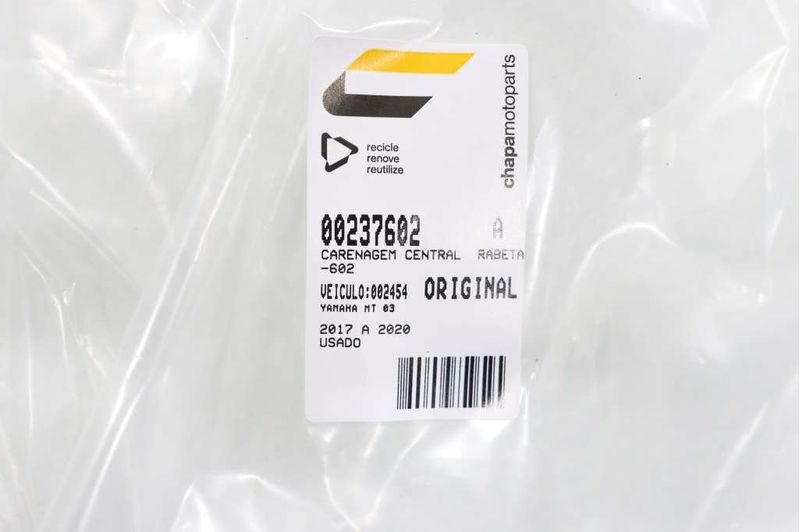 chapamotoparts
recicle
renove
reutilize
00237602 A
CARENAGEM CENTRAL RABETA
-602
VEICULO:002454 ORIGINAL
YAMAHA MT 03
2017 A 2020
USADO